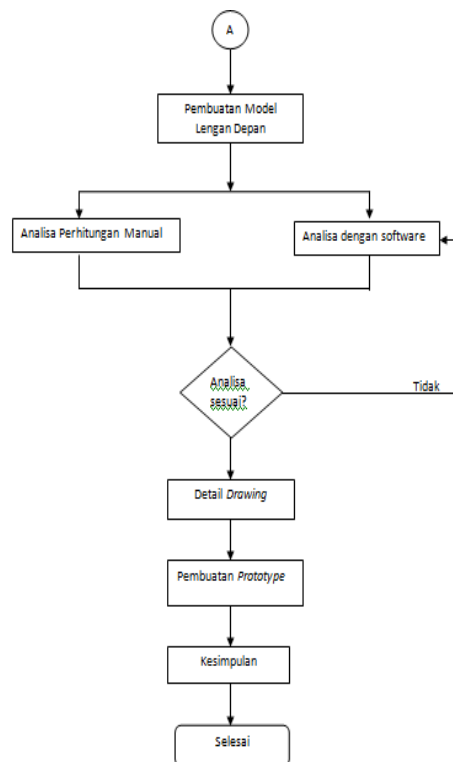 A
Pembuatan Model
Lengan Depan
Analisa Perhitungan Manual
Analisa dengan software
Analisa
sesuai?
Tidak
Detail Drawing
Pembuatan Prototype
Kesimpulan
Selesai